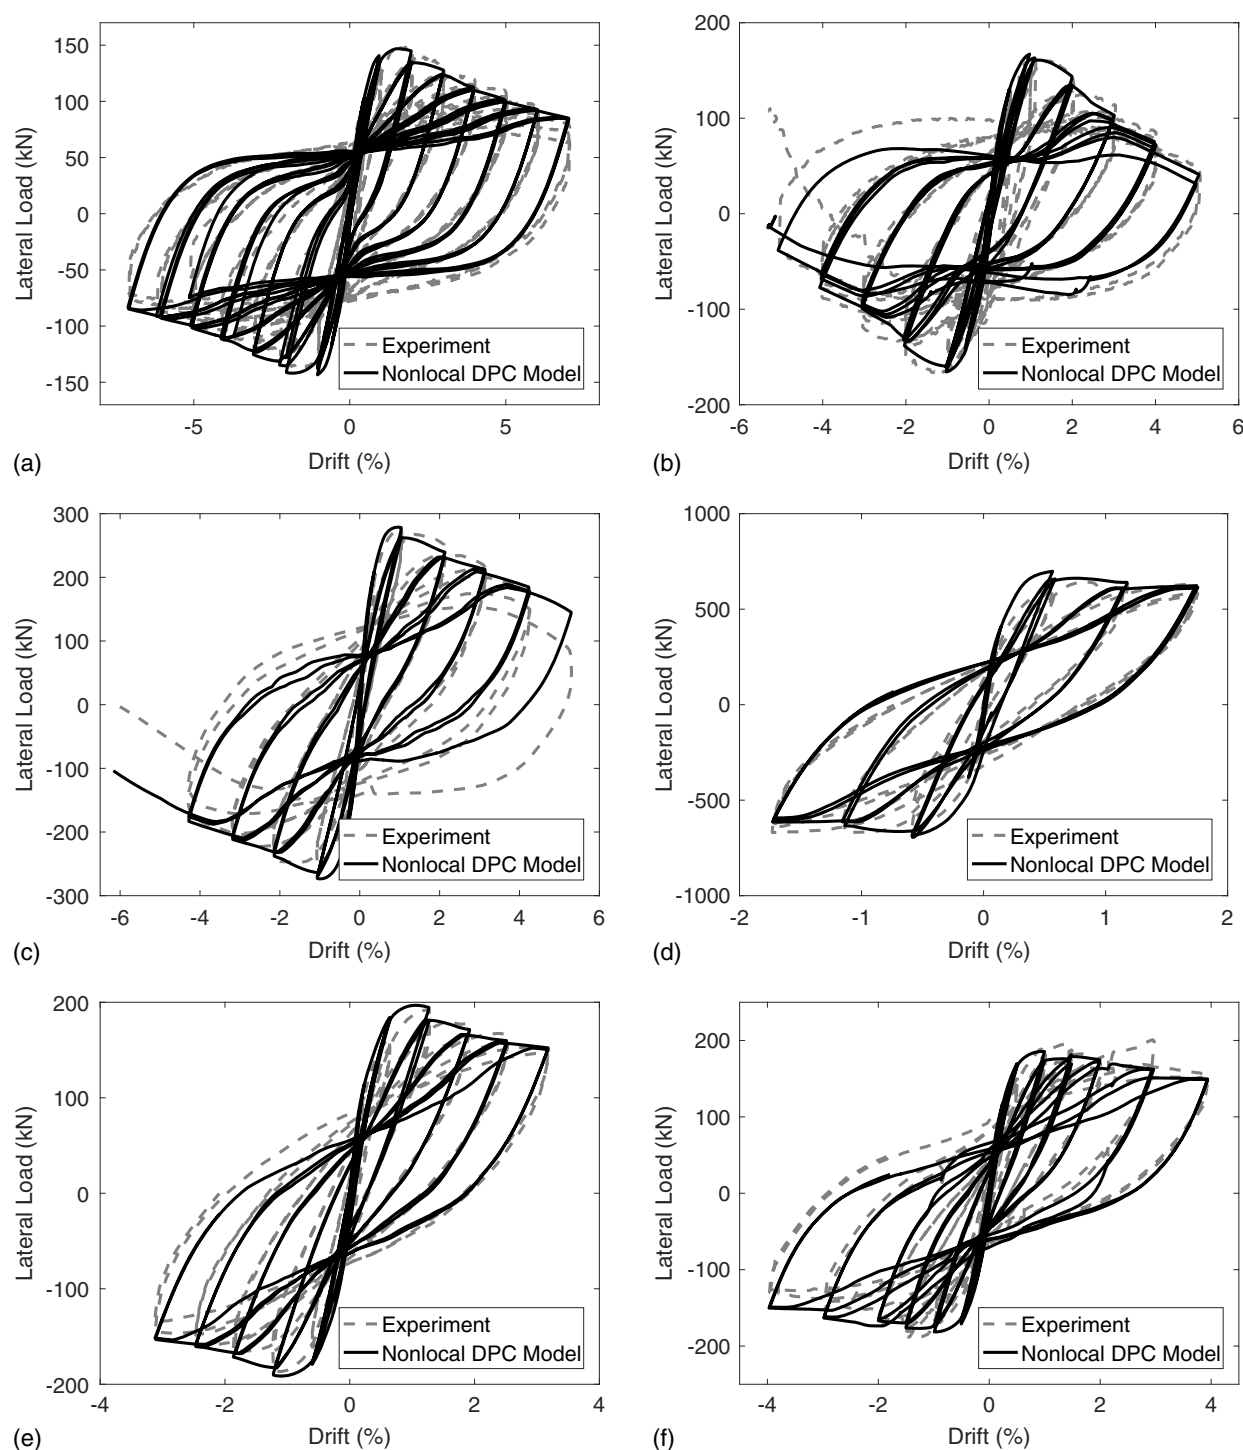 150
100
50
0
-50
-100
-150
Lateral Load (kN)
-5
0
5
Drift (%)
Experiment
Nonlocal DPC Model
(a)
200
100
0
-100
-200
Lateral Load (kN)
-6
-4
-2
0
2
4
6
Drift (%)
Experiment
Nonlocal DPC Model
(b)
300
200
100
0
-100
-200
-300
Lateral Load (kN)
-6
-4
-2
0
2
4
6
Drift (%)
Experiment
Nonlocal DPC Model
(c)
1000
500
0
-500
-1000
Lateral Load (kN)
-2
-1
0
1
2
Drift (%)
Experiment
Nonlocal DPC Model
(d)
200
100
0
-100
-200
Lateral Load (kN)
-4
-2
0
2
4
Drift (%)
Experiment
Nonlocal DPC Model
(e)
200
100
0
-100
-200
Lateral Load (kN)
-4
-2
0
2
4
Drift (%)
Experiment
Nonlocal DPC Model
(f)